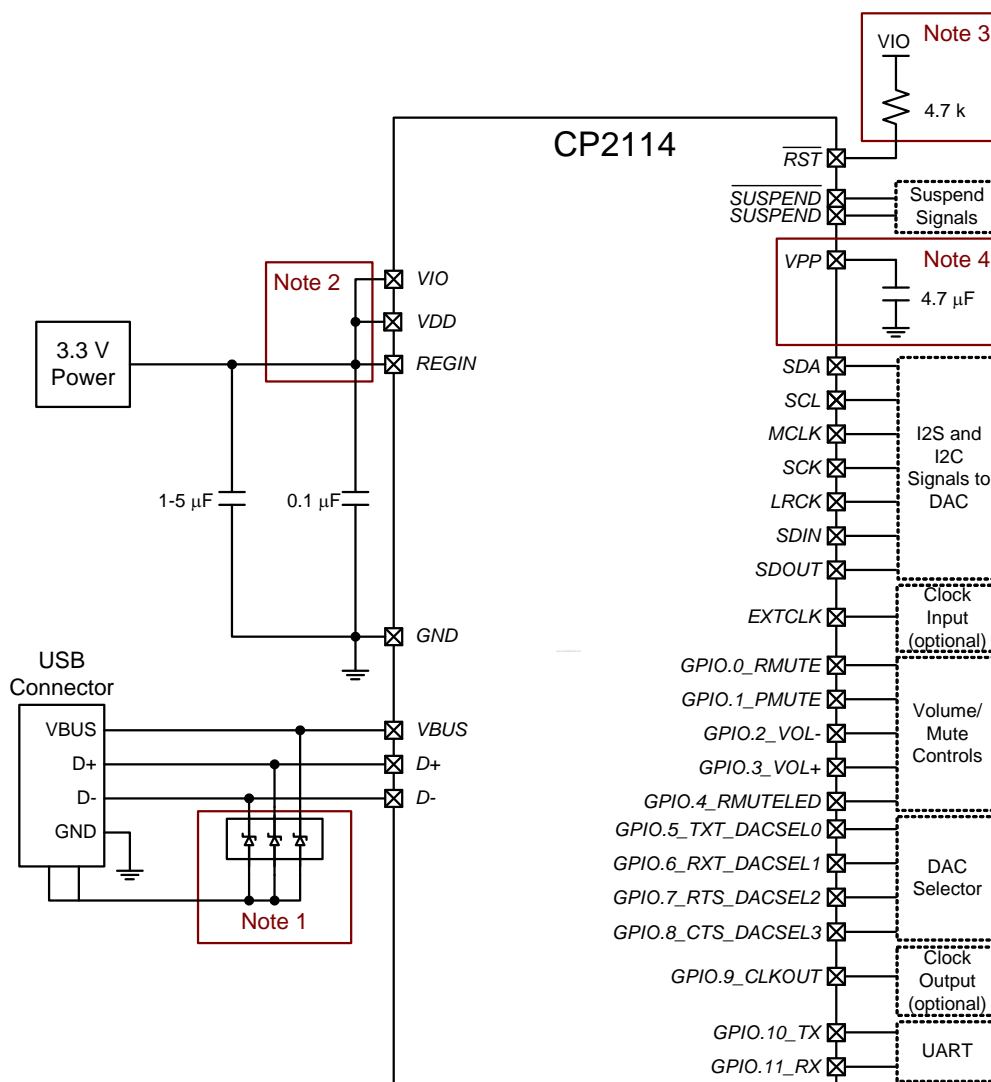 VIO
Note 3
4.7 k
CP2114
RST
SUSPEND
SUSPEND
Suspend
Signals
VPP
Note 4
4.7 μF
Note 2
VIO
VDD
REGIN
3.3 V
Power
1-5 μF
0.1 μF
GND
SDA
SCL
MCLK
SCK
LRCK
SDIN
SDOUT
I2S and
I2C
Signals to
DAC
EXTCLK
Clock
Input
(optional)
USB
Connector
VBUS
D+
D-
GND
VBUS
D+
D-
Note 1
GPIO.0_RMUTE
GPIO.1_PMUTE
GPIO.2_VOL-
GPIO.3_VOL+
GPIO.4_RMUTELED
Volume/
Mute
Controls
GPIO.5_TXT_DACSEL0
GPIO.6_RXT_DACSEL1
GPIO.7_RTS_DACSEL2
GPIO.8_CTS_DACSEL3
DAC
Selector
GPIO.9_CLKOUT
Clock
Output
(optional)
GPIO.10_TX
GPIO.11_RX
UART